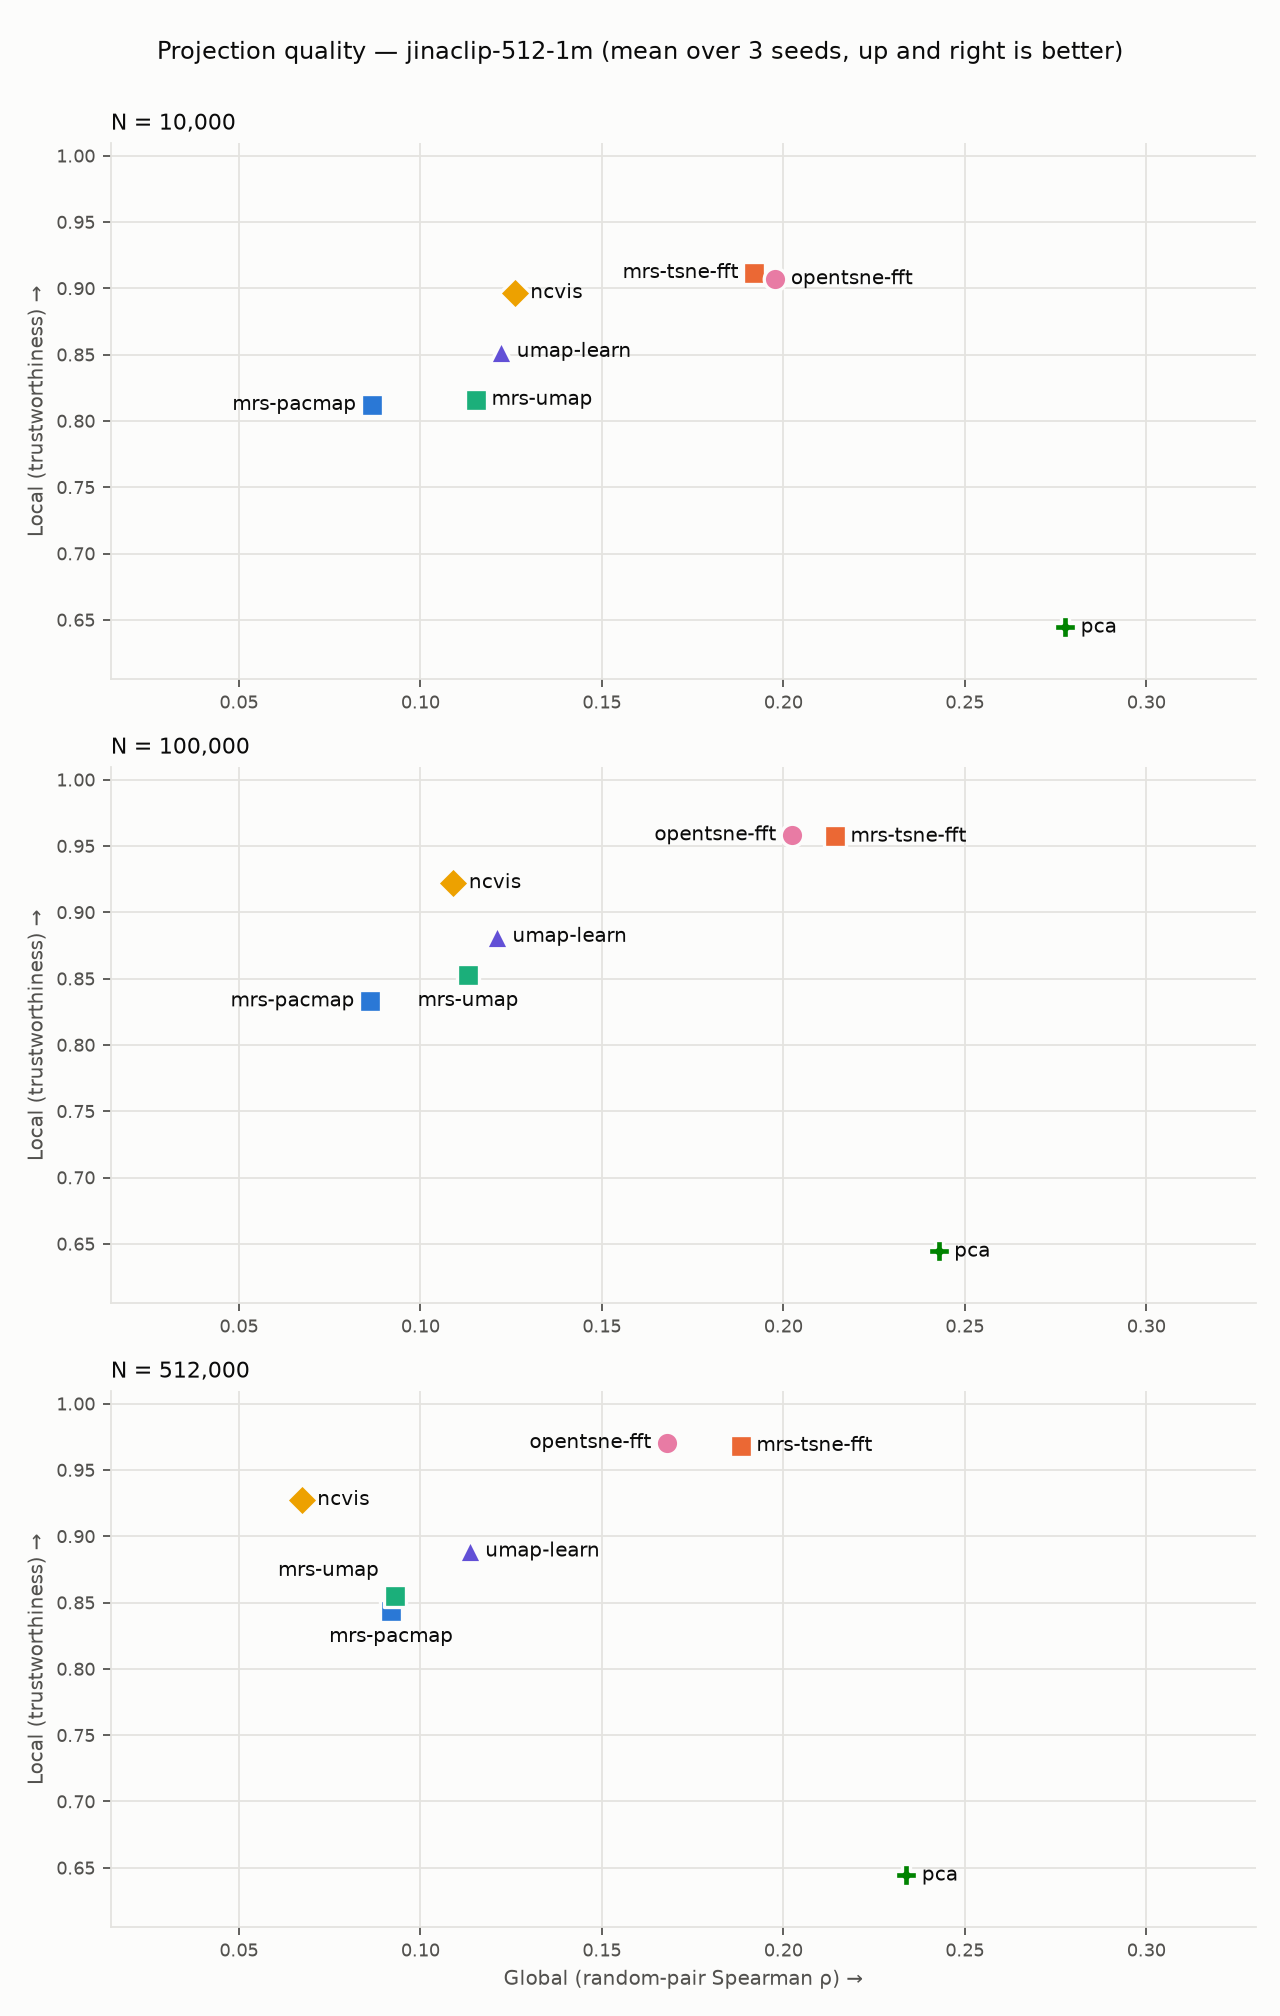 Projection quality — jinaclip-512-1m (mean over 3 seeds, up and right is better)
N = 10,000
1.00
0.95
0.90
0.85
0.80
0.75
0.70
0.65
Local (trustworthiness) →
mrs-tsne-fft
opentsne-fft
ncvis
umap-learn
mrs-pacmap
mrs-umap
pca
0.05 0.10 0.15 0.20 0.25 0.30
N = 100,000
1.00
0.95
0.90
0.85
0.80
0.75
0.70
0.65
Local (trustworthiness) →
opentsne-fft
mrs-tsne-fft
ncvis
umap-learn
mrs-pacmap
mrs-umap
pca
0.05 0.10 0.15 0.20 0.25 0.30
N = 512,000
1.00
0.95
0.90
0.85
0.80
0.75
0.70
0.65
Local (trustworthiness) →
opentsne-fft
mrs-tsne-fft
ncvis
umap-learn
mrs-umap
mrs-pacmap
pca
0.05 0.10 0.15 0.20 0.25 0.30
Global (random-pair Spearman ρ) →